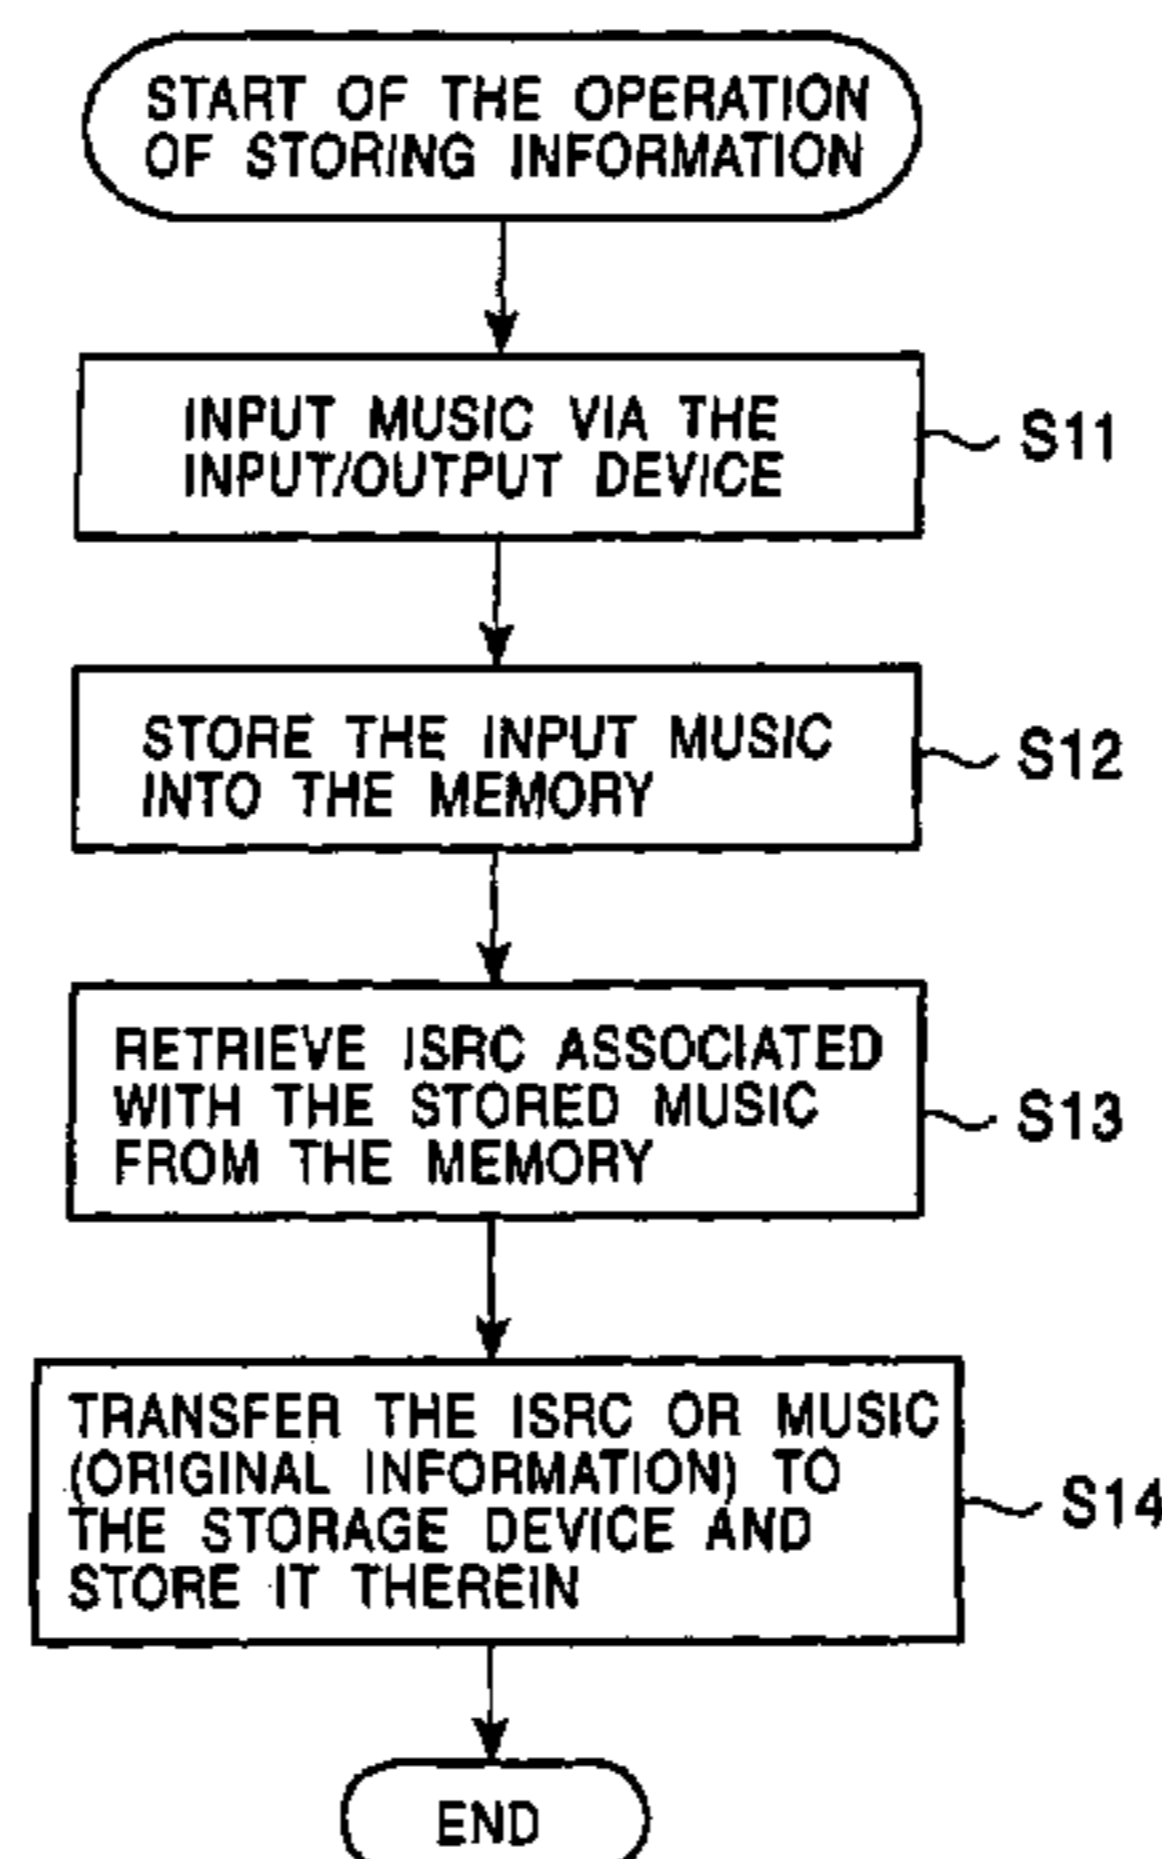 START OF THE OPERATION
OF STORING INFORMATION
INPUT MUSIC VIA THE
INPUT/OUTPUT DEVICE
S11
STORE THE INPUT MUSIC
INTO THE MEMORY
S12
RETRIEVE ISRC ASSOCIATED
WITH THE STORED MUSIC
FROM THE MEMORY
S13
TRANSFER THE ISRC OR MUSIC
(ORIGINAL INFORMATION) TO
THE STORAGE DEVICE AND
STORE IT THEREIN
S14
END